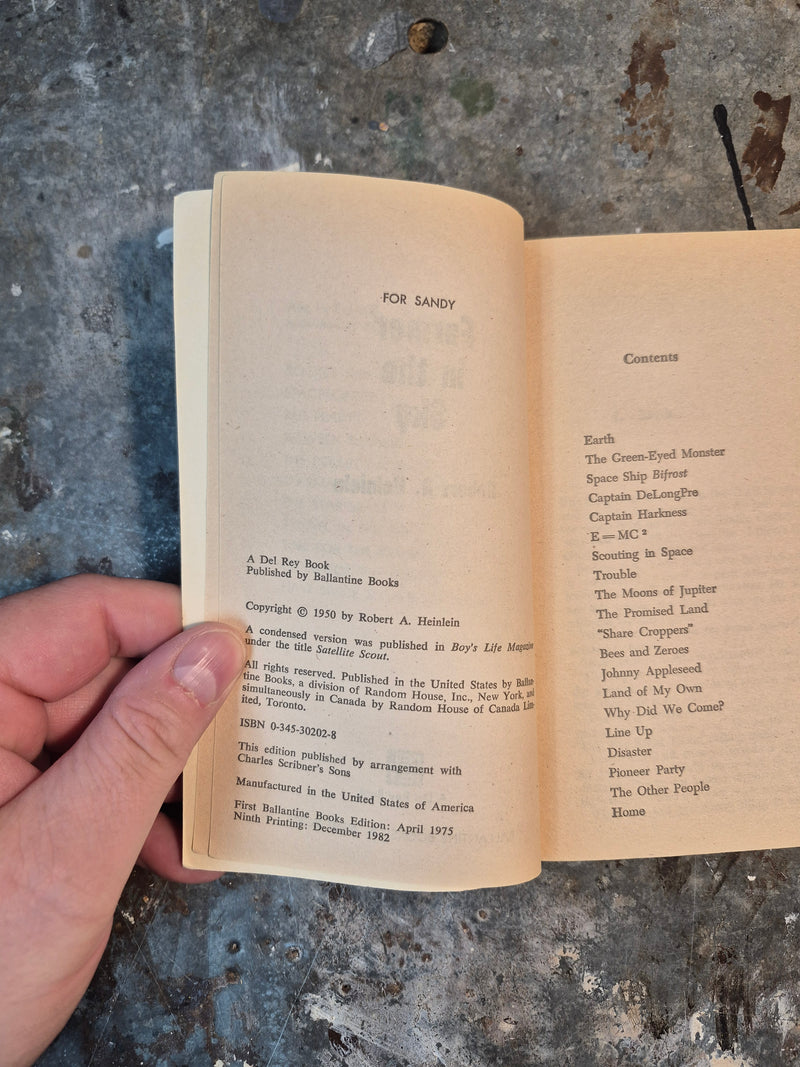 FOR SANDY
A Del Rey Book
Published by Ballantine Books
Copyright © 1950 by Robert A. Heinlein
A condensed version was published in Boy's Life Magazine
under the title Satellite Scout.
All rights reserved. Published in the United States by Ballan-
tine Books, a division of Random House, Inc., New York, and
simultaneously in Canada by Random House of Canada Lim-
ited, Toronto.
ISBN 0-345-30202-8
This edition published by arrangement with
Charles Scribner's Sons
Manufactured in the United States of America
First Ballantine Books Edition: April 1975
Ninth Printing: December 1982
Contents
Earth
The Green-Eyed Monster
Space Ship Bifrost
Captain DeLongPre
Captain Harkness
E = MC²
Scouting in Space
Trouble
The Moons of Jupiter
The Promised Land
"Share Croppers"
Bees and Zeroes
Johnny Appleseed
Land of My Own
Why Did We Come?
Line Up
Disaster
Pioneer Party
The Other People
Home